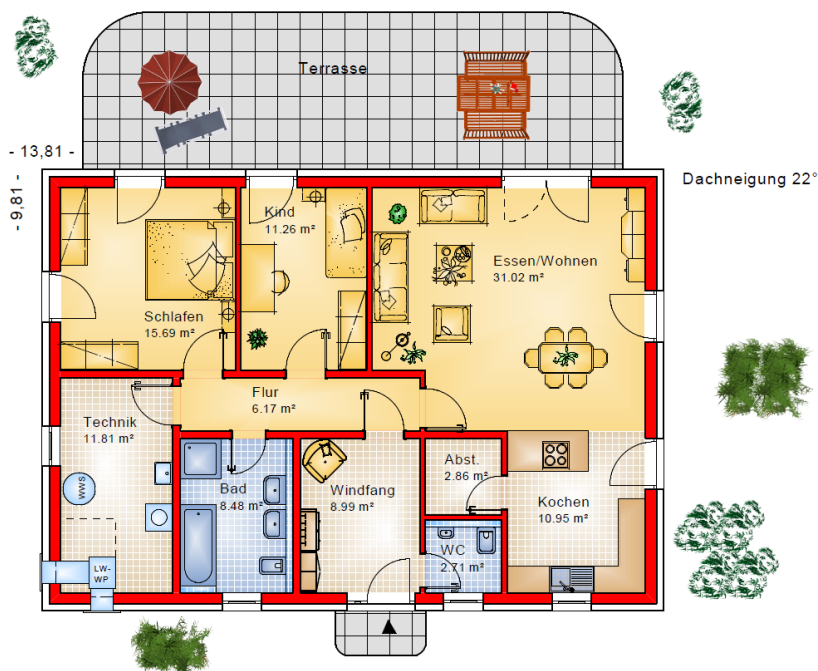 Terrasse
- 13,81 -
- 9,81 -
Dachneigung 22°
Kind
11.26 m²
Essen/Wohnen
31.02 m²
Schlafen
15.69 m²
Flur
6.17 m²
Technik
11.81 m²
Abst.
2.86 m²
WWS
Bad
8.48 m²
Windfang
8.99 m²
Kochen
10.95 m²
WC
2.71 m²
LW-
WP